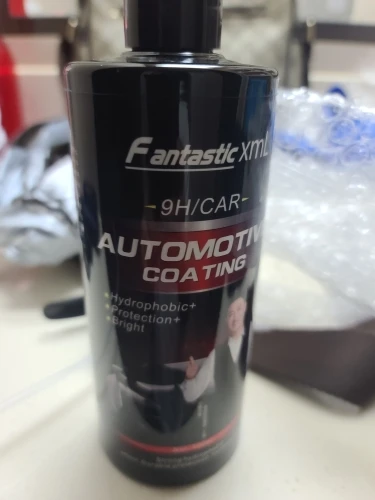 Fantastic xml
9H/CAR
AUTOMOTIV
COATING
Hydrophobic+
Protection+
Bright